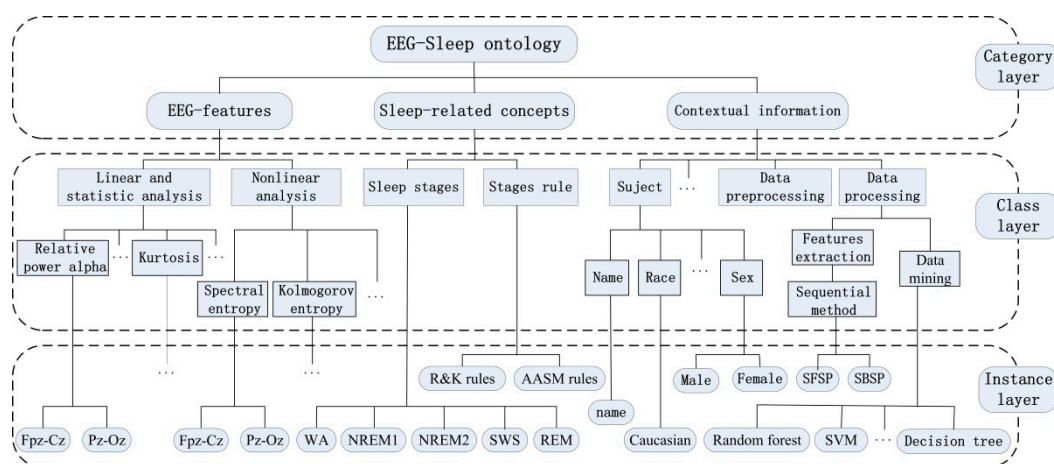 EEG-Sleep ontology
Category
layer
EEG-features
Sleep-related concepts
Contextual information
Linear and
statistic analysis
Nonlinear
analysis
Sleep stages
Stages rule
Suject
...
Data
preprocessing
Data
processing
Class
layer
Relative
power alpha
...
Kurtosis
...
Spectral
entropy
Kolmogorov
entropy
...
Name
Race
...
Sex
Features
extraction
Sequential
method
Data
mining
...
...
R&K rules
AASM rules
Male
Female
SFSP
SBSP
Instance
layer
name
Fpz-Cz
Pz-Oz
Fpz-Cz
Pz-Oz
WA
NREM1
NREM2
SWS
REM
Caucasian
Random forest
SVM
...
Decision tree